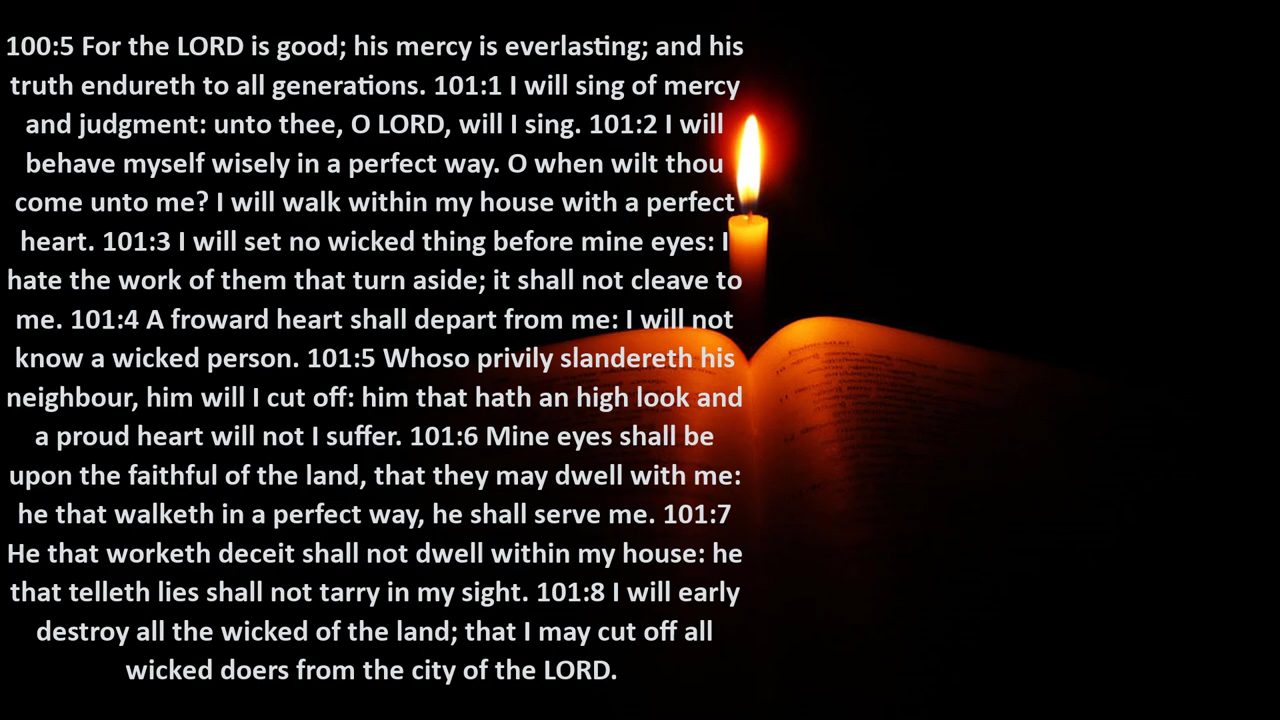 100:5 For the LORD is good; his mercy is everlasting; and his
truth endureth to all generations. 101:1 I will sing of mercy
and judgment: unto thee, O LORD, will I sing. 101:2 I will
behave myself wisely in a perfect way. O when wilt thou
come unto me? I will walk within my house with a perfect
heart. 101:3 I will set no wicked thing before mine eyes: I
hate the work of them that turn aside; it shall not cleave to
me. 101:4 A froward heart shall depart from me: I will not
know a wicked person. 101:5 Whoso privily slandereth his
neighbour, him will I cut off: him that hath an high look and
a proud heart will not I suffer. 101:6 Mine eyes shall be
upon the faithful of the land, that they may dwell with me:
he that walketh in a perfect way, he shall serve me. 101:7
He that worketh deceit shall not dwell within my house: he
that telleth lies shall not tarry in my sight. 101:8 I will early
destroy all the wicked of the land; that I may cut off all
wicked doers from the city of the LORD.